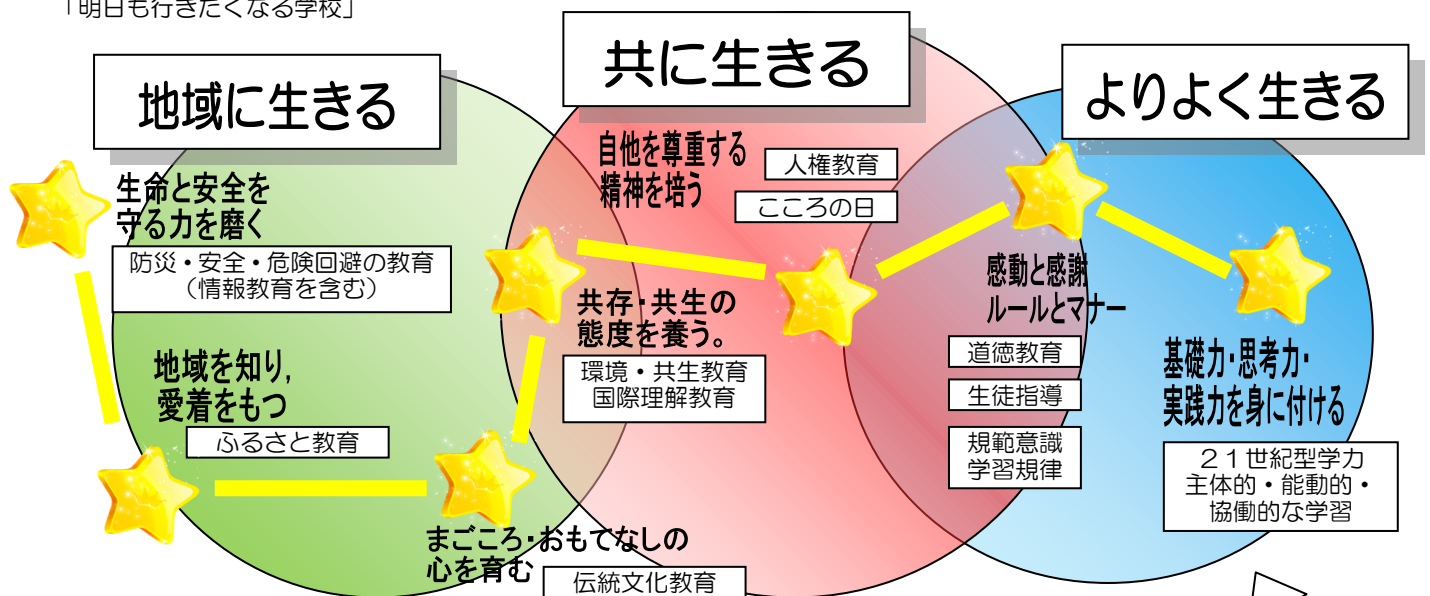 「明日も行きたくなる学校」
地域に生きる
共に生きる
よりよく生きる
生命と安全を
守る力を磨く
防災・安全・危険回避の教育
（情報教育を含む）
地域を知り，
愛着をもつ
ふるさと教育
まごころ・おもてなしの
心を育む
伝統文化教育
共存・共生の
態度を養う。
環境・共生教育
国際理解教育
自他を尊重する
精神を培う
人権教育
こころの日
感動と感謝
ルールとマナー
道徳教育
生徒指導
規範意識
学習規律
基礎力・思考力・
実践力を身に付ける
２１世紀型学力
主体的・能動的・
協働的な学習